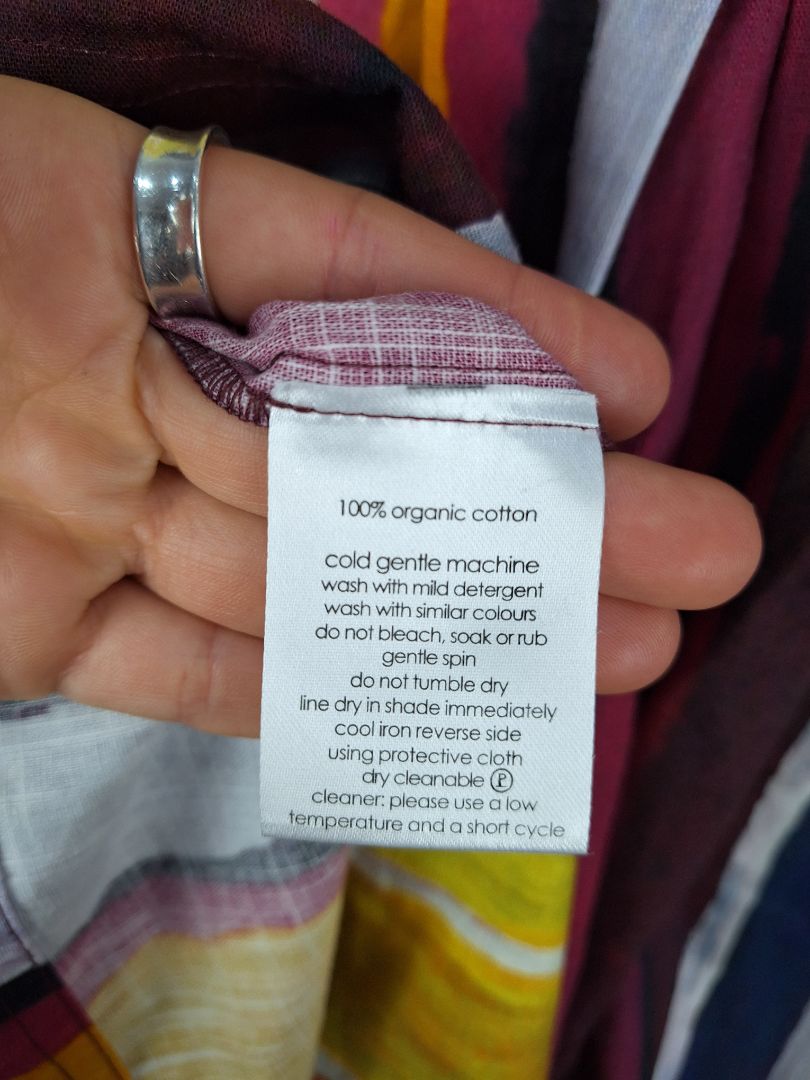 100% organic cotton
cold gentle machine
wash with mild detergent
wash with similar colours
do not bleach, soak or rub
gentle spin
do not tumble dry
line dry in shade immediately
cool iron reverse side
using protective cloth
dry cleanable Ⓟ
cleaner: please use a low
temperature and a short cycle